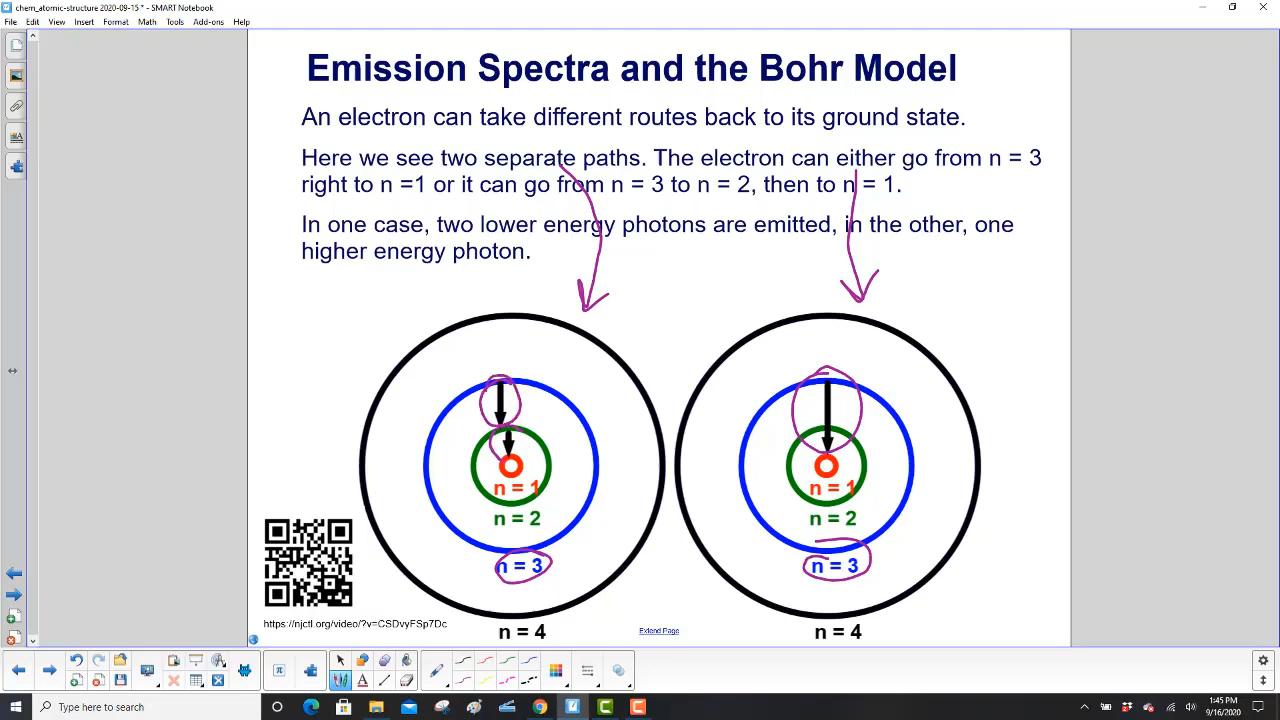 chem_atomic-structure 2020-09-15 * - SMART Notebook
File Edit View Insert Format Math Tools Add-ons Help
Emission Spectra and the Bohr Model
An electron can take different routes back to its ground state.
Here we see two separate paths. The electron can either go from n = 3
right to n =1 or it can go from n = 3 to n = 2, then to n = 1.
In one case, two lower energy photons are emitted, in the other, one
higher energy photon.
n = 1
n = 2
n = 3
n = 4
n = 1
n = 2
n = 3
n = 4
https://njctl.org/video/?v=CSDvyFSp7Dc
Extend Page
Type here to search
1:45 PM
9/16/2020